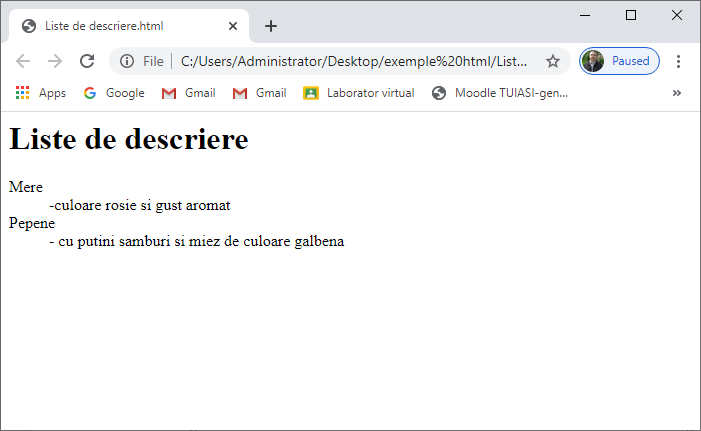 Liste de descriere.html
File
C:/Users/Administrator/Desktop/exemple%20html/List...
Paused
Apps
Google
Gmail
Gmail
Laborator virtual
Moodle TUIASI-gen...
»
Liste de descriere
Mere
-culoare rosie si gust aromat
Pepene
- cu putini samburi si miez de culoare galbena